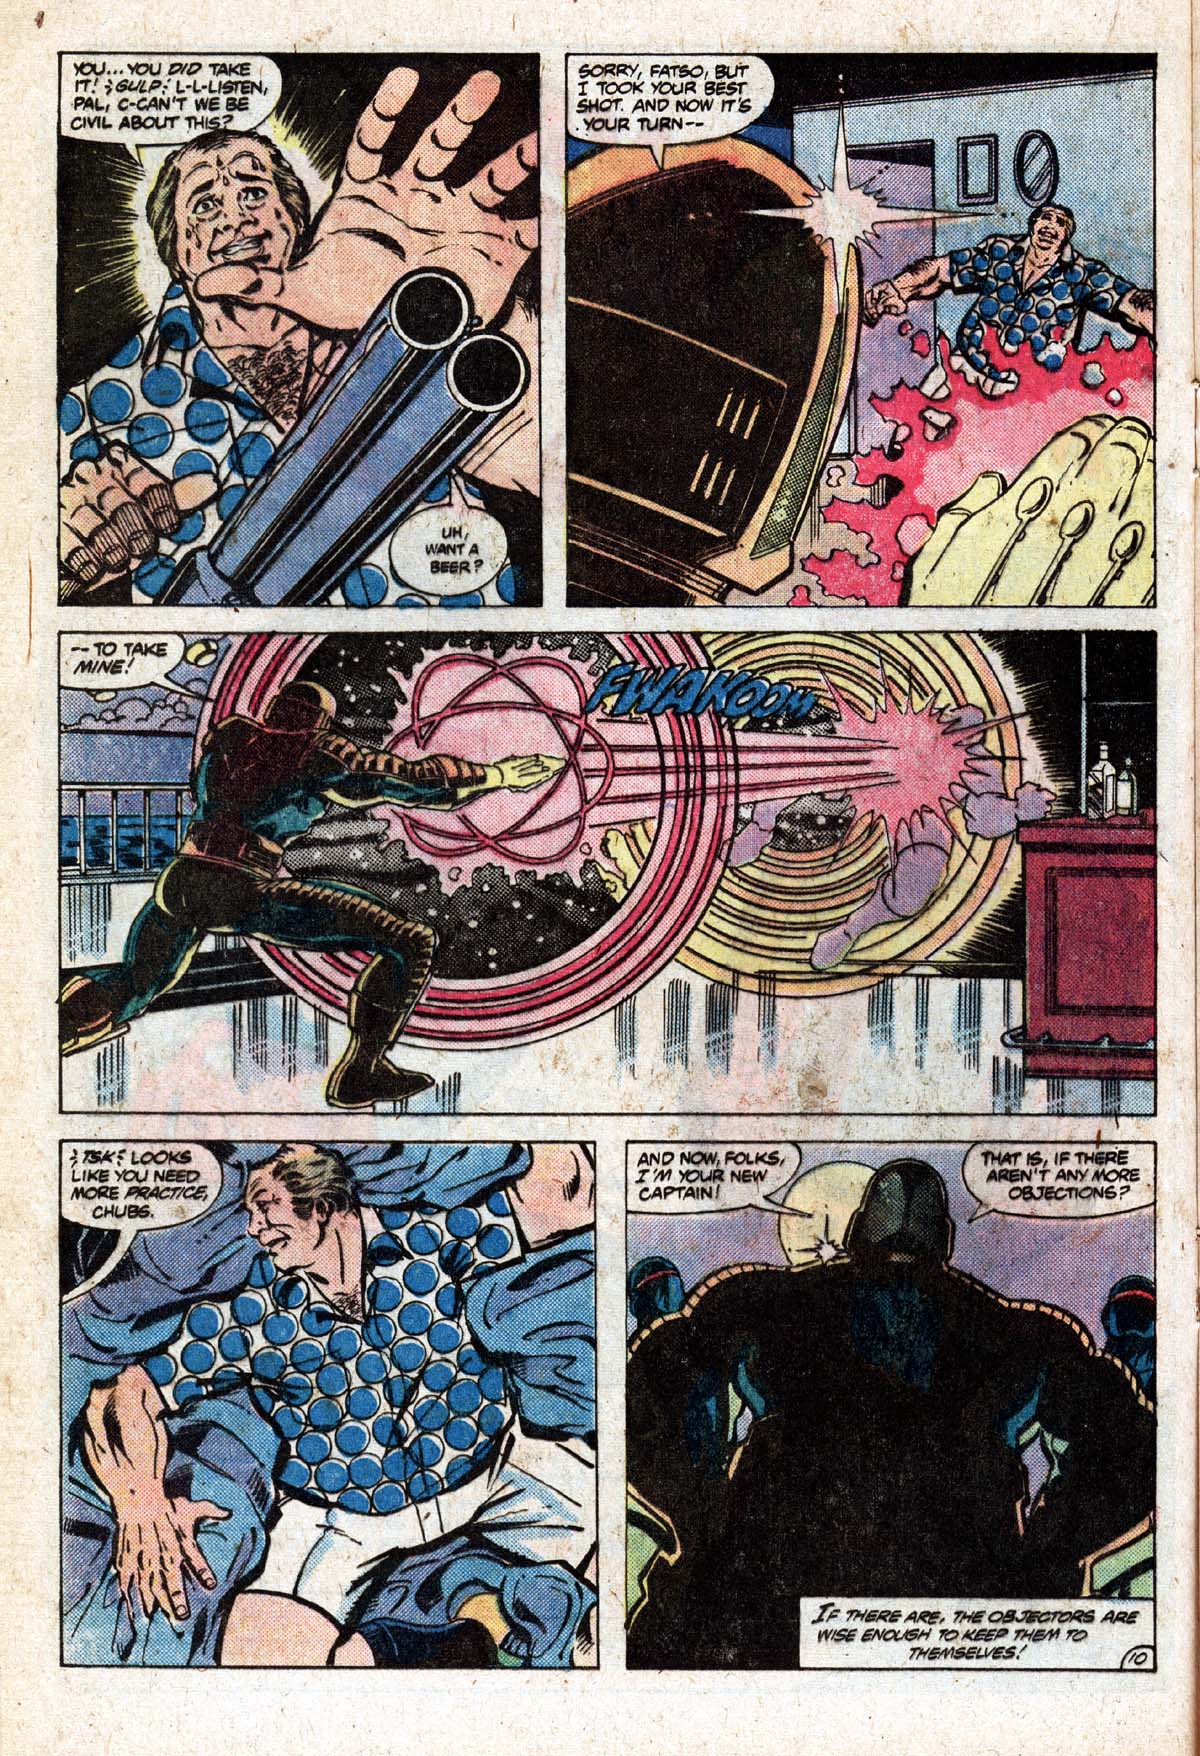 YOU...YOU DID TAKE
IT! GULP! L-L-LISTEN,
PAL, C-CAN'T WE BE
CIVIL ABOUT THIS?
UH,
WANT A
BEER?
SORRY, FATSO, BUT
I TOOK YOUR BEST
SHOT. AND NOW IT'S
YOUR TURN--
-- TO TAKE
MINE!
FWAKOOM
TSK! LOOKS
LIKE YOU NEED
MORE PRACTICE,
CHUBS.
AND NOW, FOLKS,
I'M YOUR NEW
CAPTAIN!
THAT IS, IF THERE
AREN'T ANY MORE
OBJECTIONS?
IF THERE ARE, THE OBJECTORS ARE
WISE ENOUGH TO KEEP THEM TO
THEMSELVES!
10